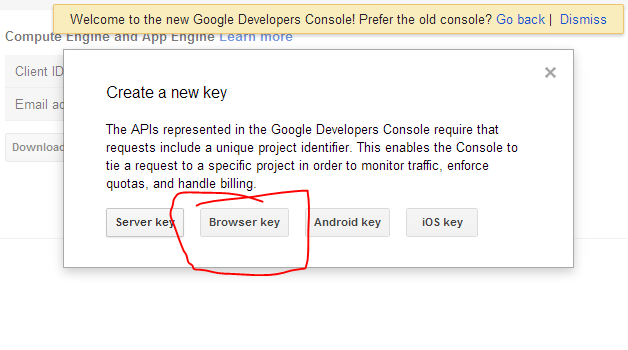 Welcome to the new Google Developers Console! Prefer the old console? Go back | Dismiss
Compute Engine and App Engine Learn more
Client ID
Email
Download
Create a new key
The APIs represented in the Google Developers Console require that
requests include a unique project identifier. This enables the Console to
tie a request to a specific project in order to monitor traffic, enforce
quotas, and handle billing.
Server key Browser key Android key iOS key